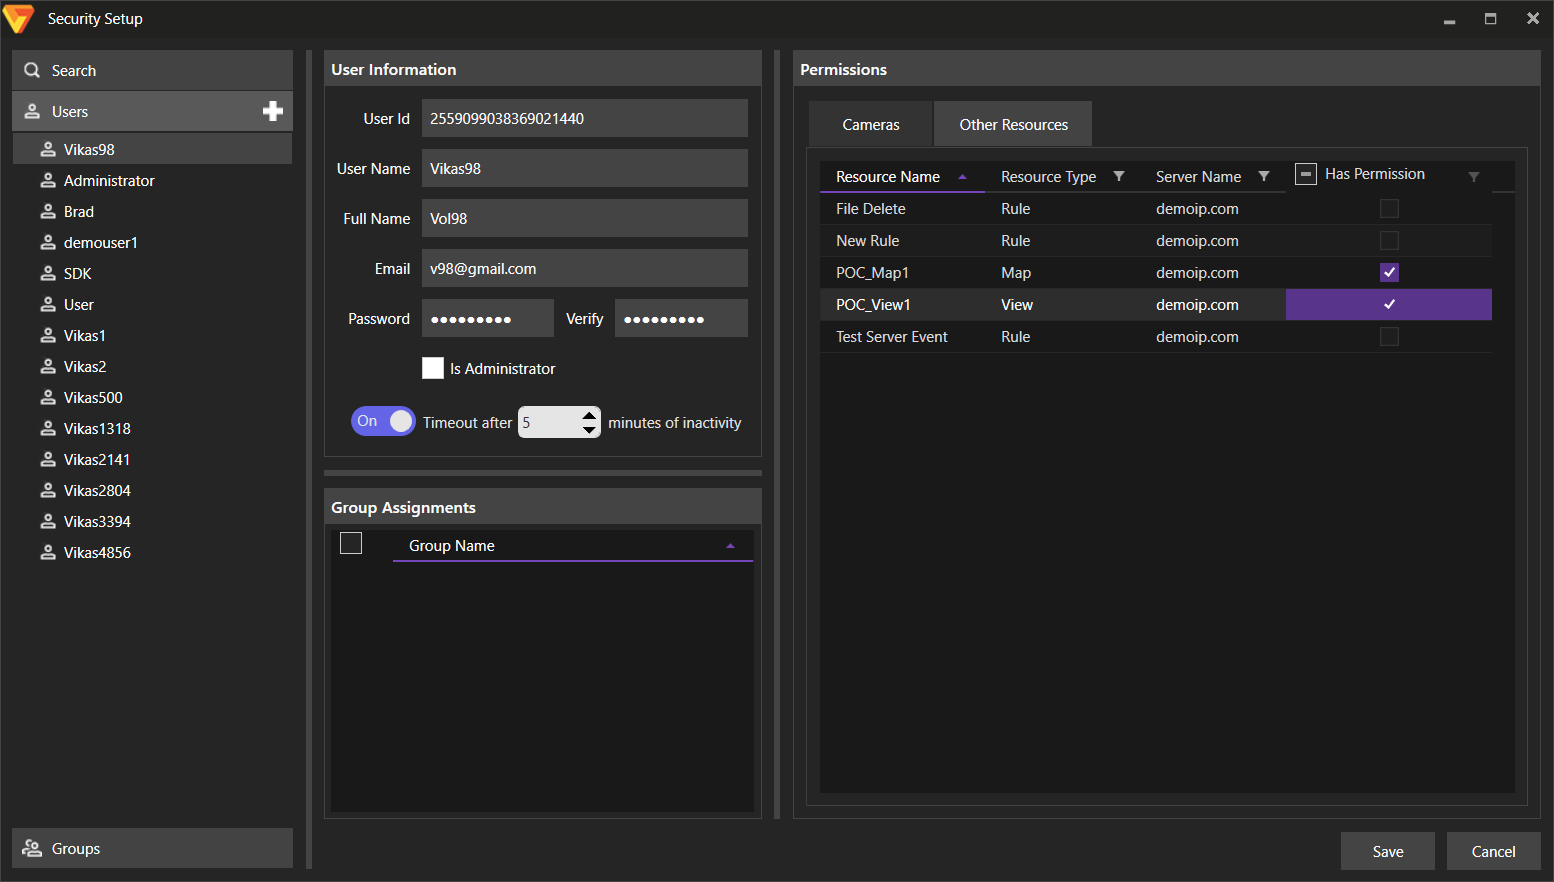 Security Setup
Search
Users
Vikas98
Administrator
Brad
demouser1
SDK
User
Vikas1
Vikas2
Vikas500
Vikas1318
Vikas2141
Vikas2804
Vikas3394
Vikas4856
Groups
User Information
User Id 2559099038369021440
User Name Vikas98
Full Name Vol98
Email v98@gmail.com
Password ●●●●●●●●● Verify ●●●●●●●●●
Is Administrator
On Timeout after 5 minutes of inactivity
Group Assignments
Group Name
Permissions
Cameras Other Resources
Resource Name Resource Type Server Name Has Permission
File Delete Rule demoip.com
New Rule Rule demoip.com
POC_Map1 Map demoip.com
POC_View1 View demoip.com
Test Server Event Rule demoip.com
Save Cancel